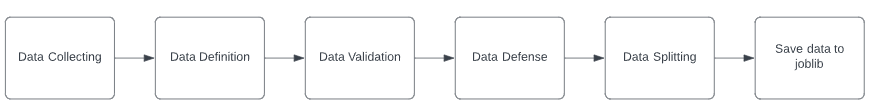 Data Collecting
Data Definition
Data Validation
Data Defense
Data Splitting
Save data to
joblib